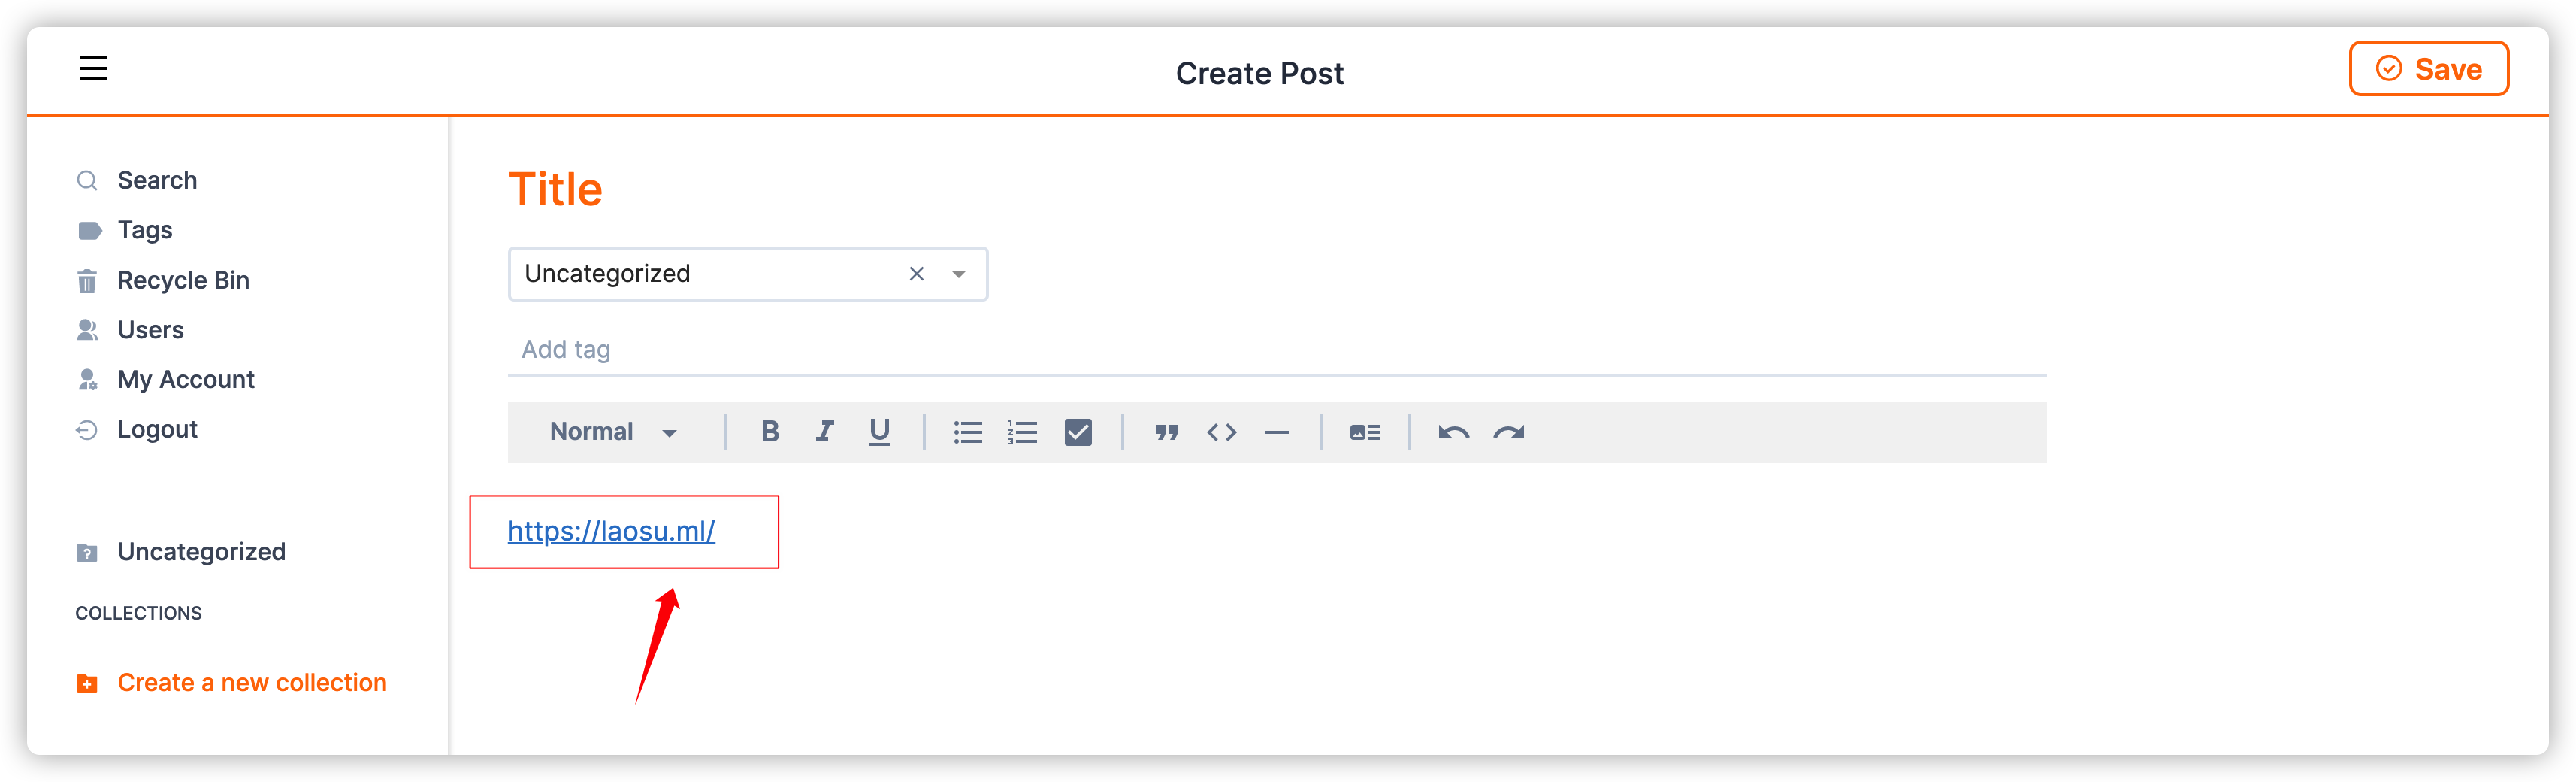 Create Post
Save
Search
Tags
Recycle Bin
Users
My Account
Logout
Uncategorized
COLLECTIONS
Create a new collection
Title
Uncategorized
Add tag
Normal
B I U
https://laosu.ml/